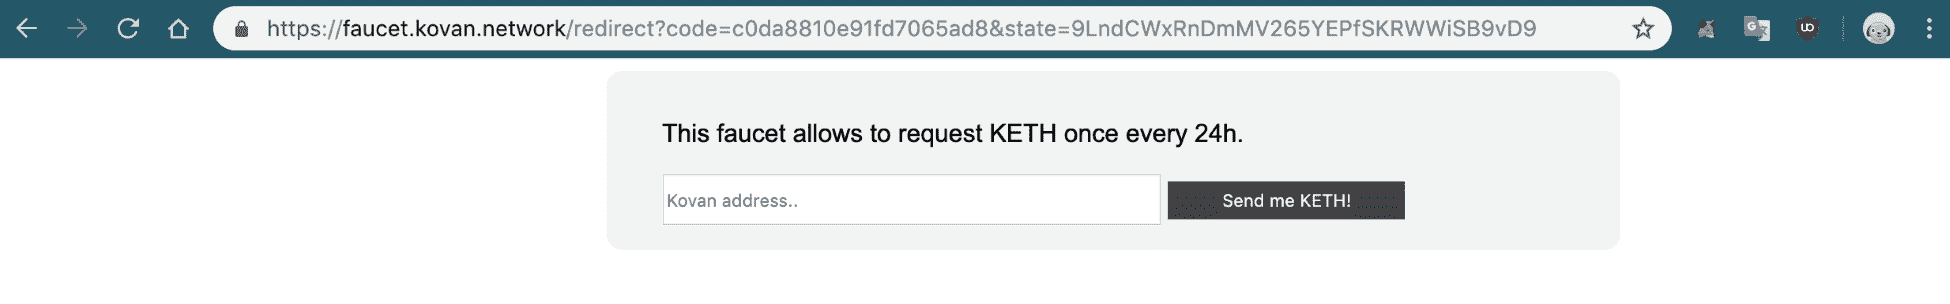 https://faucet.kovan.network/redirect?code=c0da8810e91fd7065ad8&state=9LndCWxRnDmMV265YEPfSKRWWiSB9vD9
This faucet allows to request KETH once every 24h.
Kovan address..
Send me KETH!